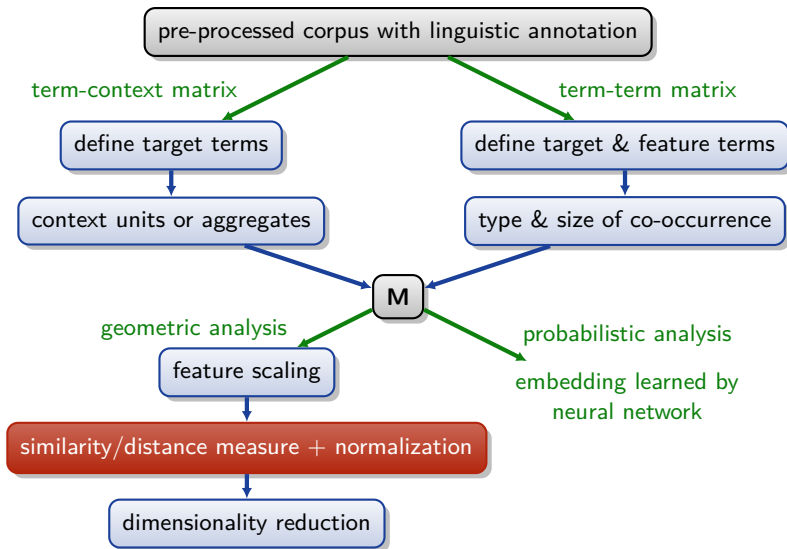 pre-processed corpus with linguistic annotation
term-context matrix
term-term matrix
define target terms
define target & feature terms
context units or aggregates
type & size of co-occurrence
M
geometric analysis
probabilistic analysis
feature scaling
embedding learned by
neural network
similarity/distance measure + normalization
dimensionality reduction